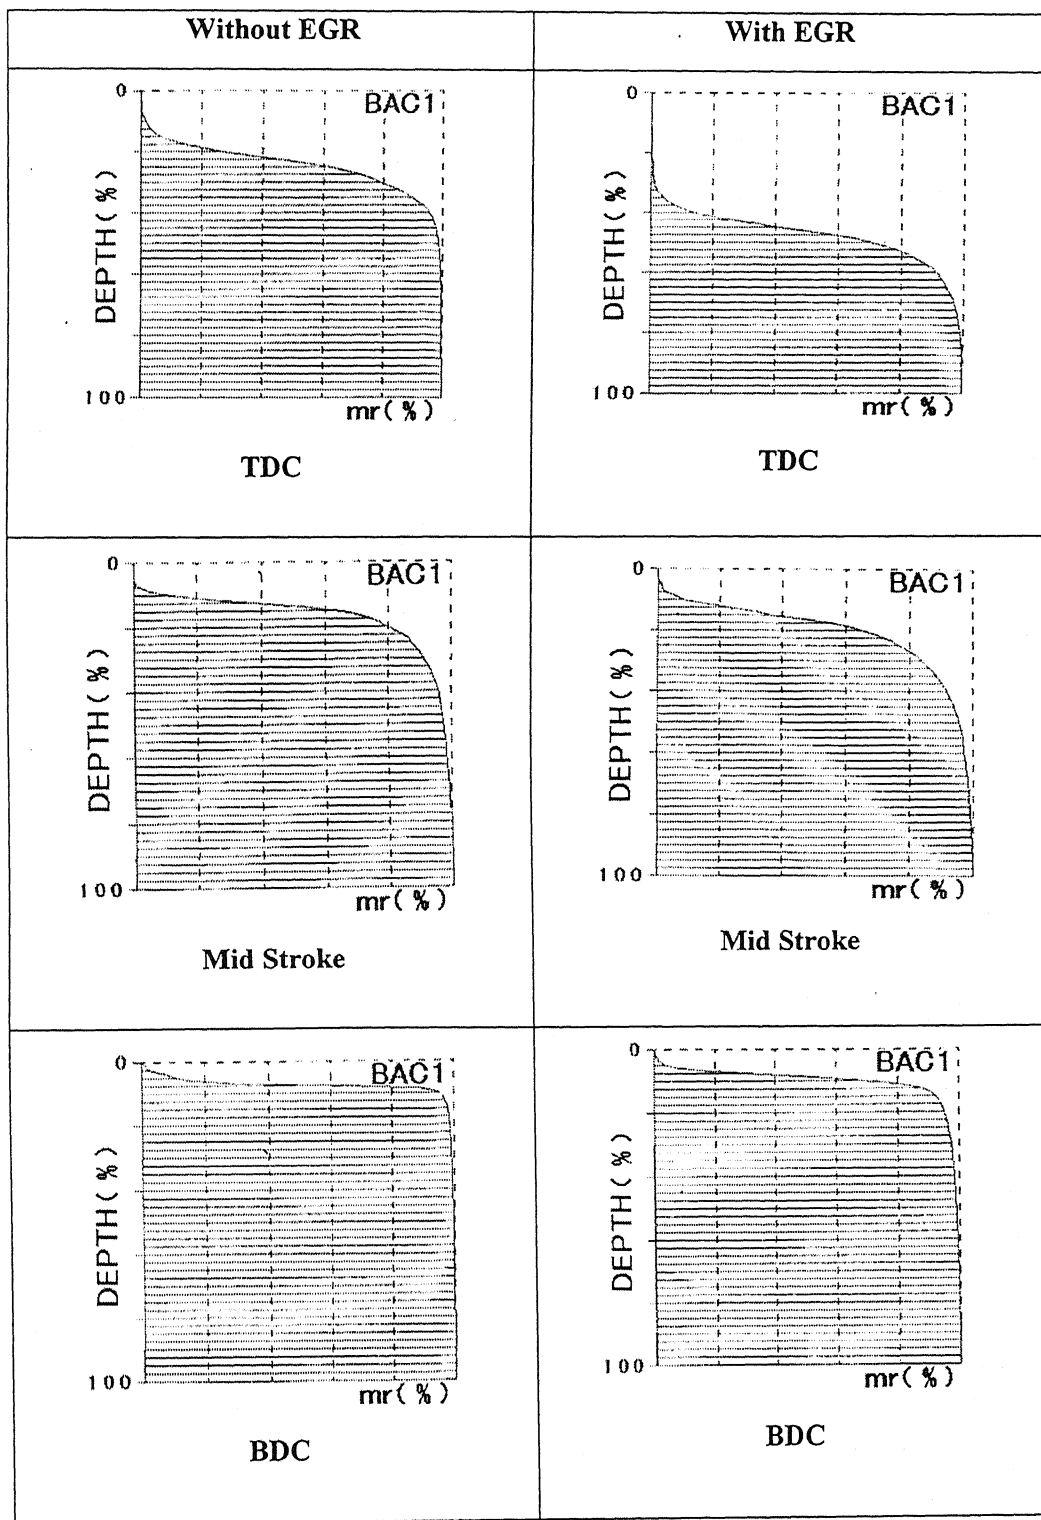 Without EGR
With EGR
0
BAC1
DEPTH(%)
100
mr(%)
TDC
0
BAC1
DEPTH(%)
100
mr(%)
TDC
0
BAC1
DEPTH(%)
100
mr(%)
Mid Stroke
0
BAC1
DEPTH(%)
100
mr(%)
Mid Stroke
0
BAC1
DEPTH(%)
100
mr(%)
BDC
0
BAC1
DEPTH(%)
100
mr(%)
BDC